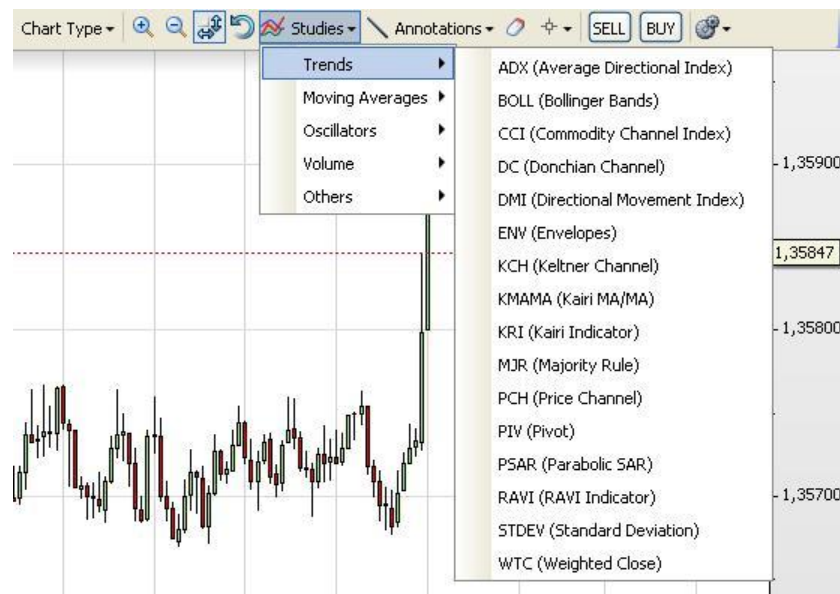 Chart Type Studies Annotations SELL BUY
Trends
Moving Averages
Oscillators
Volume
Others
ADX (Average Directional Index)
BOLL (Bollinger Bands)
CCI (Commodity Channel Index)
DC (Donchian Channel)
DMI (Directional Movement Index)
ENV (Envelopes)
KCH (Keltner Channel)
KMAMA (Kairi MA/MA)
KRI (Kairi Indicator)
MJR (Majority Rule)
PCH (Price Channel)
PIV (Pivot)
PSAR (Parabolic SAR)
RAVI (RAVI Indicator)
STDEV (Standard Deviation)
WTC (Weighted Close)
1,35900
1,35847
1,35800
1,35700